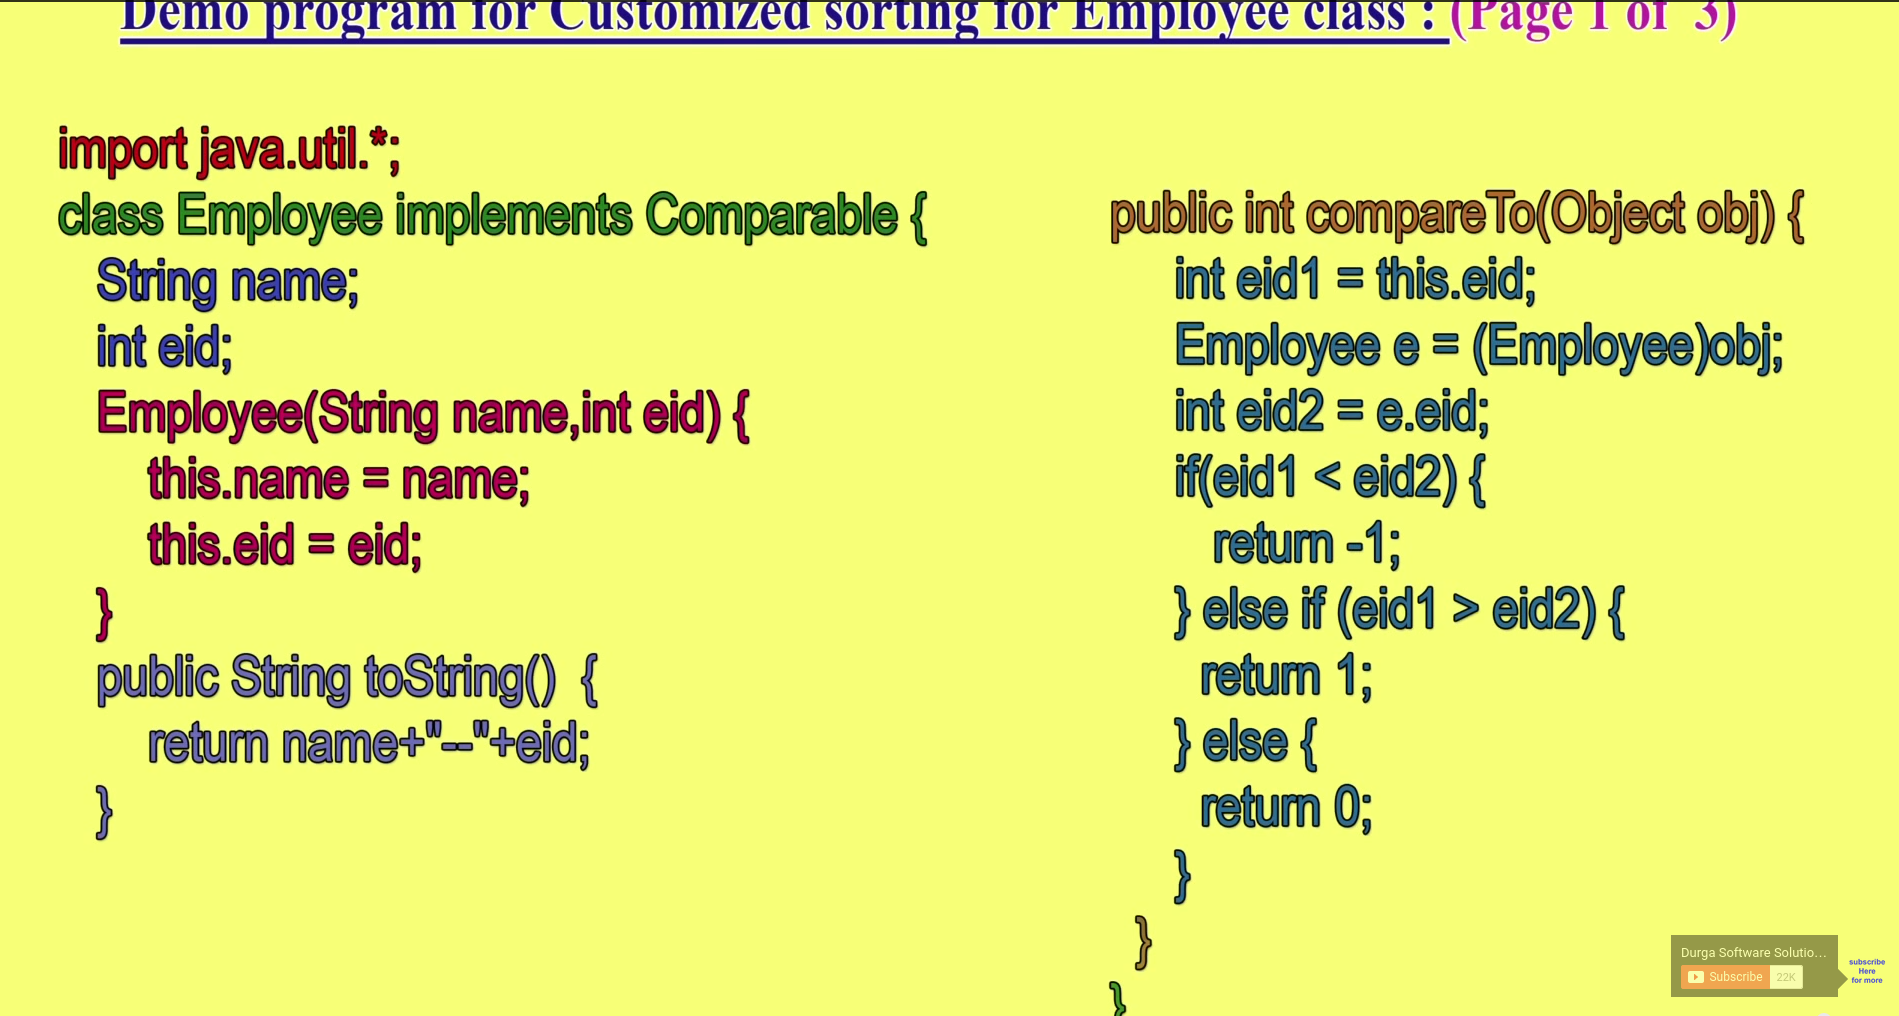 Demo program for Customized sorting for Employee class : (Page 1 of 3)
import java.util.*;
class Employee implements Comparable {
String name;
int eid;
Employee(String name,int eid) {
this.name = name;
this.eid = eid;
}
public String toString() {
return name+"--"+eid;
}
public int compareTo(Object obj) {
int eid1 = this.eid;
Employee e = (Employee)obj;
int eid2 = e.eid;
if(eid1 < eid2) {
return -1;
} else if (eid1 > eid2) {
return 1;
} else {
return 0;
}
}
}
Durga Software Solutio...
Subscribe 22K
subscribe
Here
for more